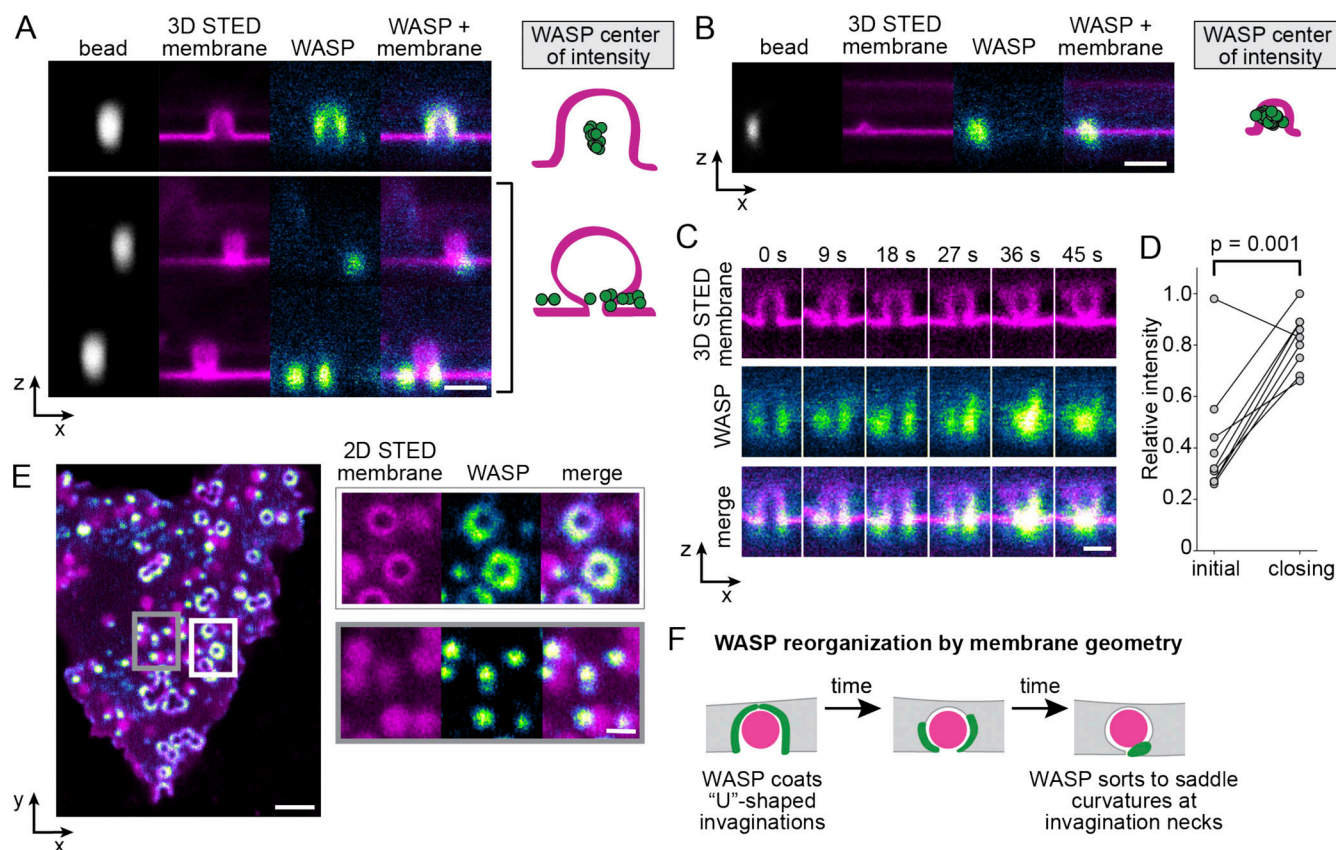 A
bead
3D STED
membrane
WASP
WASP +
membrane
WASP center
of intensity
z
x
B
bead
3D STED
membrane
WASP
WASP +
membrane
WASP center
of intensity
z
x
C
0 s 9 s 18 s 27 s 36 s 45 s
3D STED
membrane
WASP
merge
z
x
D
p = 0.001
Relative intensity
1.0
0.8
0.6
0.4
0.2
0
initial closing
E
2D STED
membrane
WASP
merge
y
x
F
WASP reorganization by membrane geometry
time
time
WASP coats
“U”-shaped
invaginations
WASP sorts to saddle
curvatures at
invagination necks